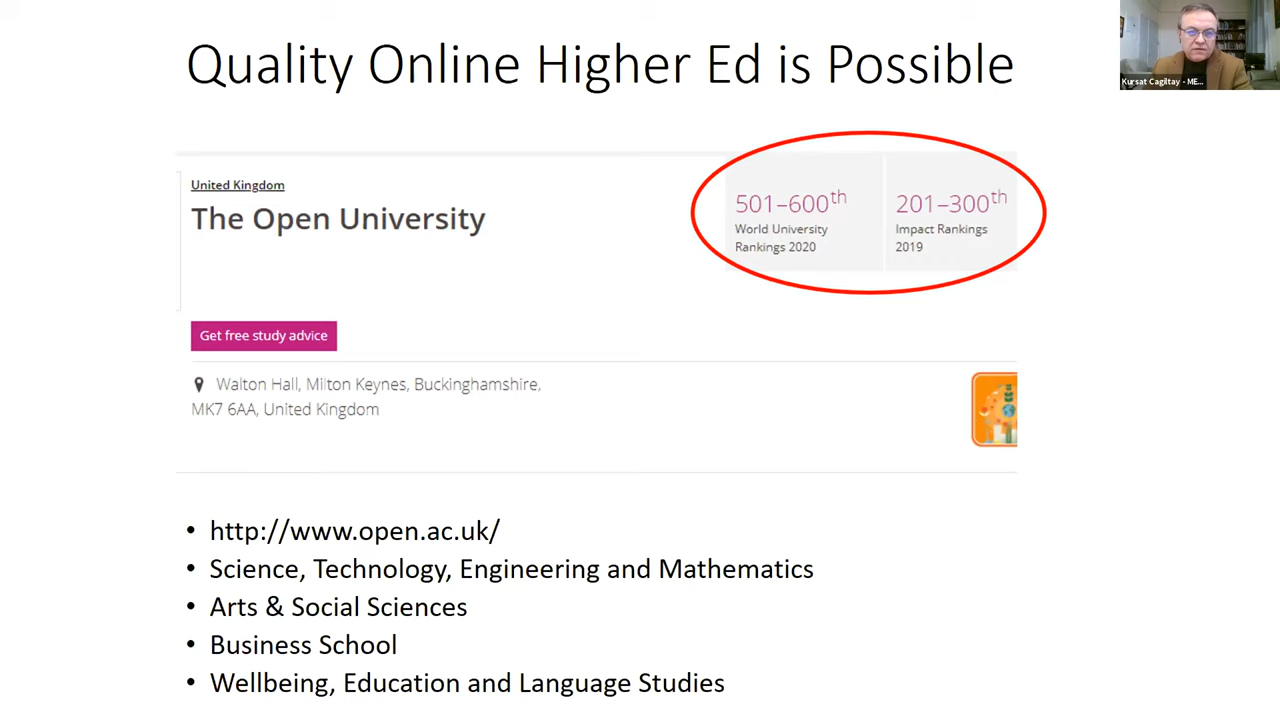 Quality Online Higher Ed is Possible
Kursat Cagiltay - ME...
United Kingdom
The Open University
501–600th
World University
Rankings 2020
201–300th
Impact Rankings
2019
Get free study advice
Walton Hall, Milton Keynes, Buckinghamshire,
MK7 6AA, United Kingdom
• http://www.open.ac.uk/
• Science, Technology, Engineering and Mathematics
• Arts & Social Sciences
• Business School
• Wellbeing, Education and Language Studies